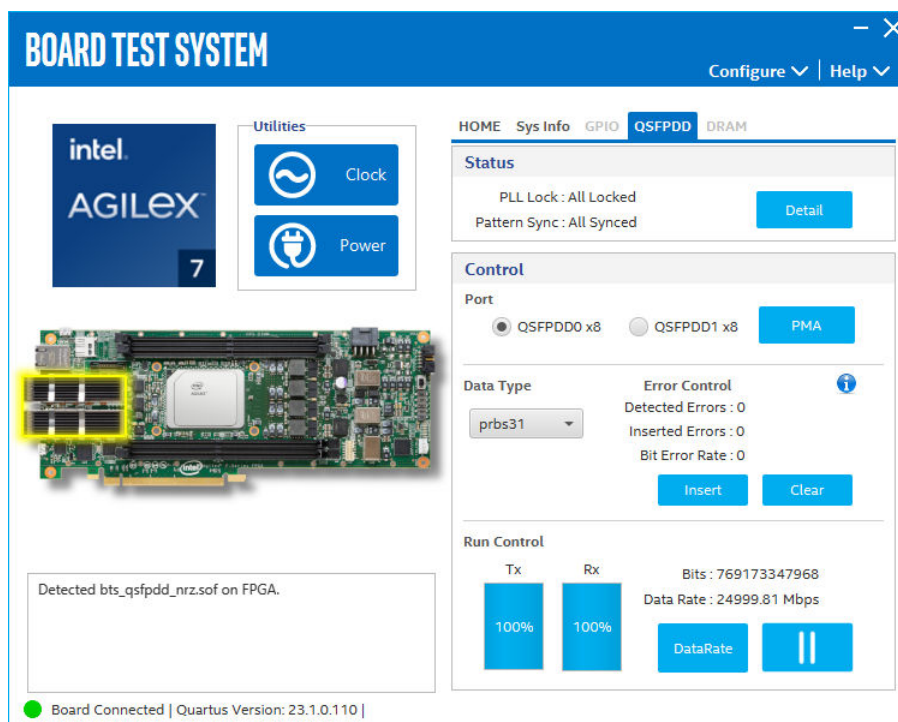 BOARD TEST SYSTEM
Configure
Help
intel.
AGILEX
7
Utilities
Clock
Power
HOME Sys Info GPIO QSFPDD DRAM
Status
PLL Lock : All Locked
Pattern Sync : All Synced
Detail
Control
Port
QSFPDD0 x8
QSFPDD1 x8
PMA
Data Type
prbs31
Error Control
Detected Errors : 0
Inserted Errors : 0
Bit Error Rate : 0
Insert
Clear
Run Control
Tx
Rx
100%
100%
Bits : 769173347968
Data Rate : 24999.81 Mbps
DataRate
Detected bts_qsfpdd_nrz.sof on FPGA.
Board Connected | Quartus Version: 23.1.0.110 |